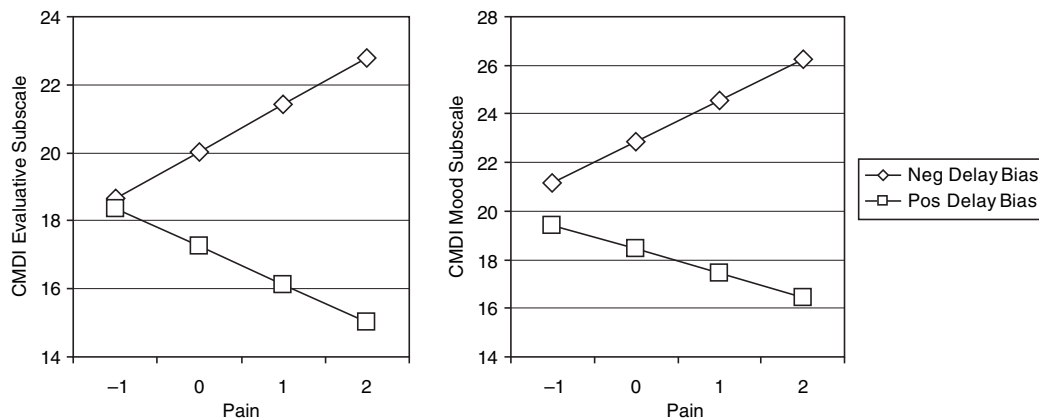 24
22
20
18
16
14
CMDI Evaluative Subscale
–1 0 1 2
Pain
28
26
24
22
20
18
16
14
CMDI Mood Subscale
–1 0 1 2
Pain
Neg Delay Bias
Pos Delay Bias